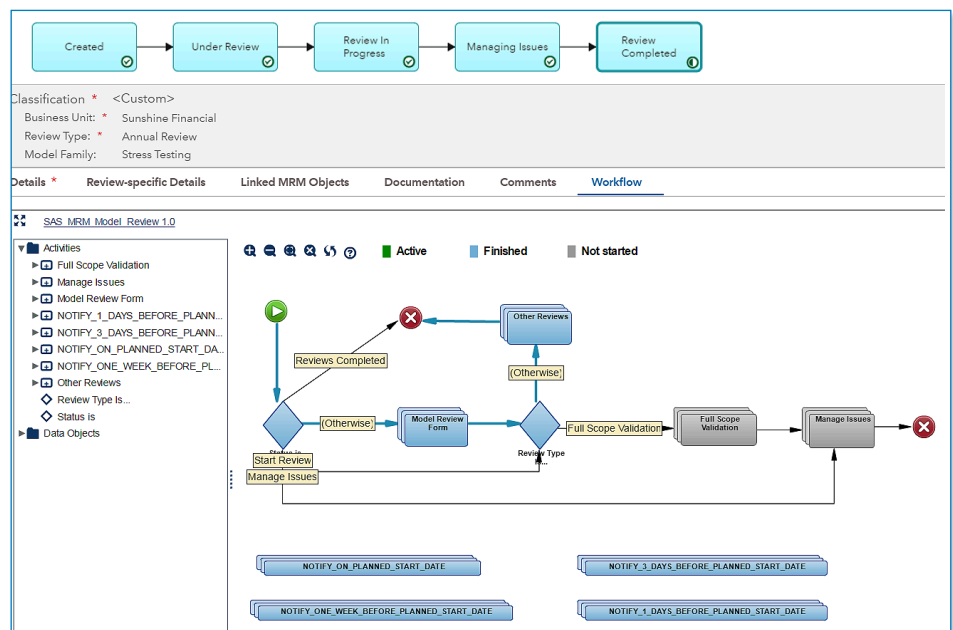 Created
Under Review
Review In
Progress
Managing Issues
Review
Completed
Classification * <Custom>
Business Unit: * Sunshine Financial
Review Type: * Annual Review
Model Family: Stress Testing
Details *
Review-specific Details
Linked MRM Objects
Documentation
Comments
Workflow
SAS_MRM_Model_Review 1.0
Activities
Full Scope Validation
Manage Issues
Model Review Form
NOTIFY_1_DAYS_BEFORE_PLANN...
NOTIFY_3_DAYS_BEFORE_PLANN...
NOTIFY_ON_PLANNED_START_DA...
NOTIFY_ONE_WEEK_BEFORE_PL...
Other Reviews
Review Type Is...
Status is
Data Objects
Active
Finished
Not started
Other Reviews
Reviews Completed
(Otherwise)
(Otherwise)
Model Review
Form
Full Scope Validation
Full Scope
Validation
Manage Issues
Status is
Start Review
Manage Issues
Review Type
Is...
NOTIFY_ON_PLANNED_START_DATE
NOTIFY_3_DAYS_BEFORE_PLANNED_START_DATE
NOTIFY_ONE_WEEK_BEFORE_PLANNED_START_DATE
NOTIFY_1_DAYS_BEFORE_PLANNED_START_DATE